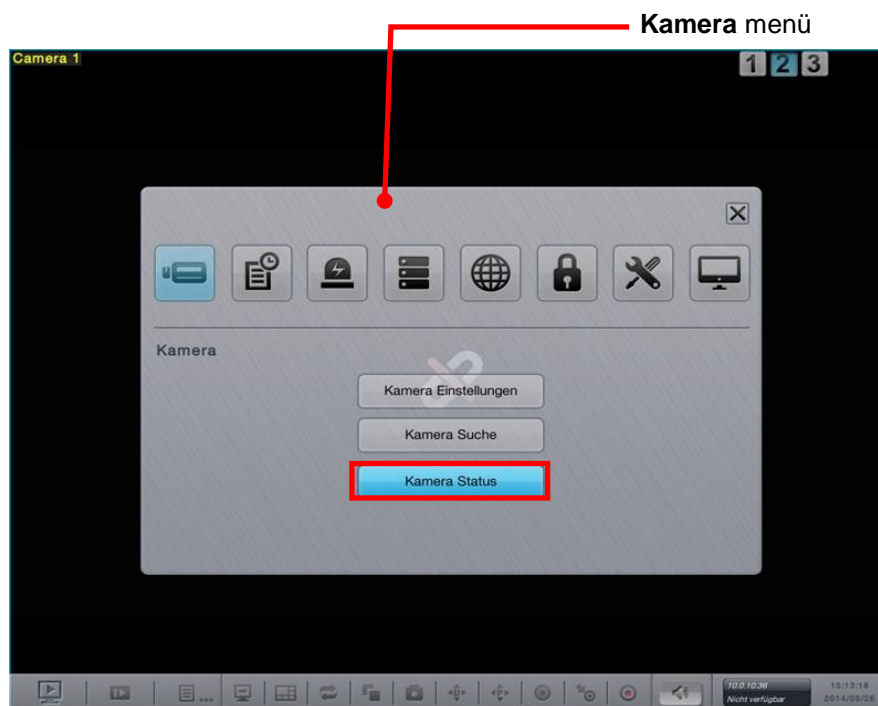 Kamera menü
Camera 1
1 2 3
Kamera
Kamera Einstellungen
Kamera Suche
Kamera Status
10.0.10.36
Nicht verfügbar
15:13:18
2014/05/26